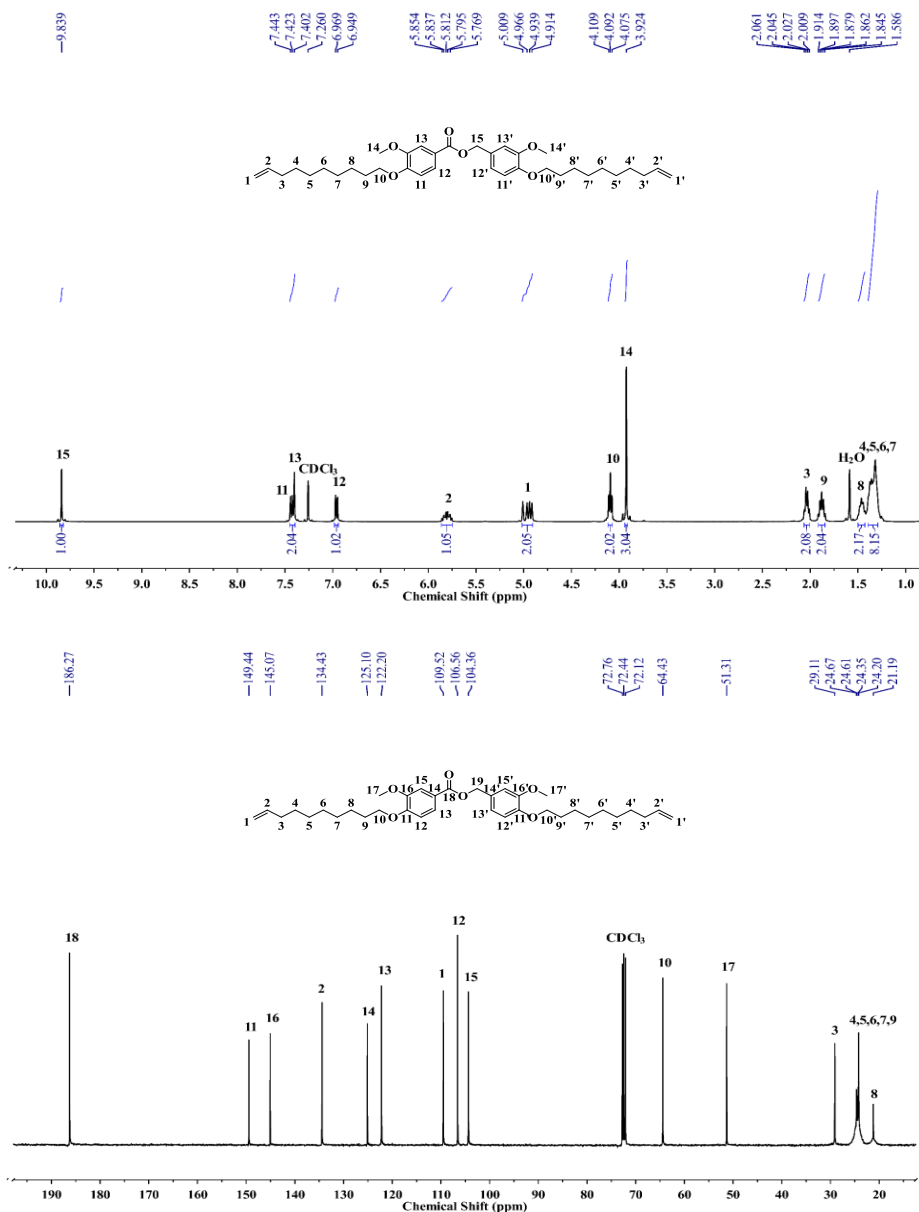 9.839 7.443 7.423 7.402 7.260 6.969 6.949 5.854 5.837 5.812 5.795 5.769 5.009 4.966 4.939 4.914 4.109 4.092 4.075 3.924 2.061 2.045 2.027 2.009 1.914 1.897 1.879 1.862 1.845 1.586
14 13 O 15 13' O 14'
O O
2 4 6 8 O 12 12' O 8' 6' 4' 2'
1 3 5 7 9 10 11 11' 10' 9' 7' 5' 3' 1'
14
15 13 CDCl₃ 10 H₂O 4,5,6,7
11 12 2 1 3 9 8
1.00 2.04 1.02 1.05 2.05 2.02 3.04 2.08 2.04 2.17 8.15
10.0 9.5 9.0 8.5 8.0 7.5 7.0 6.5 6.0 5.5 5.0 4.5 4.0 3.5 3.0 2.5 2.0 1.5 1.0
Chemical Shift (ppm)
186.27 149.44 145.07 134.43 125.10 122.20 109.52 106.56 104.36 72.76 72.44 72.12 64.43 51.31 29.11 24.67 24.61 24.35 24.20 21.19
17 O 16 15 14 O 19 14' 15' 16' O 17'
18 O
2 4 6 8 O 11 13 13' 11 O 8' 6' 4' 2'
1 3 5 7 9 10 12 12' 10' 9' 7' 5' 3' 1'
12
18 CDCl₃
13 1 15 10 17
2 14 4,5,6,7,9
11 16 3 8
190 180 170 160 150 140 130 120 110 100 90 80 70 60 50 40 30 20
Chemical Shift (ppm)